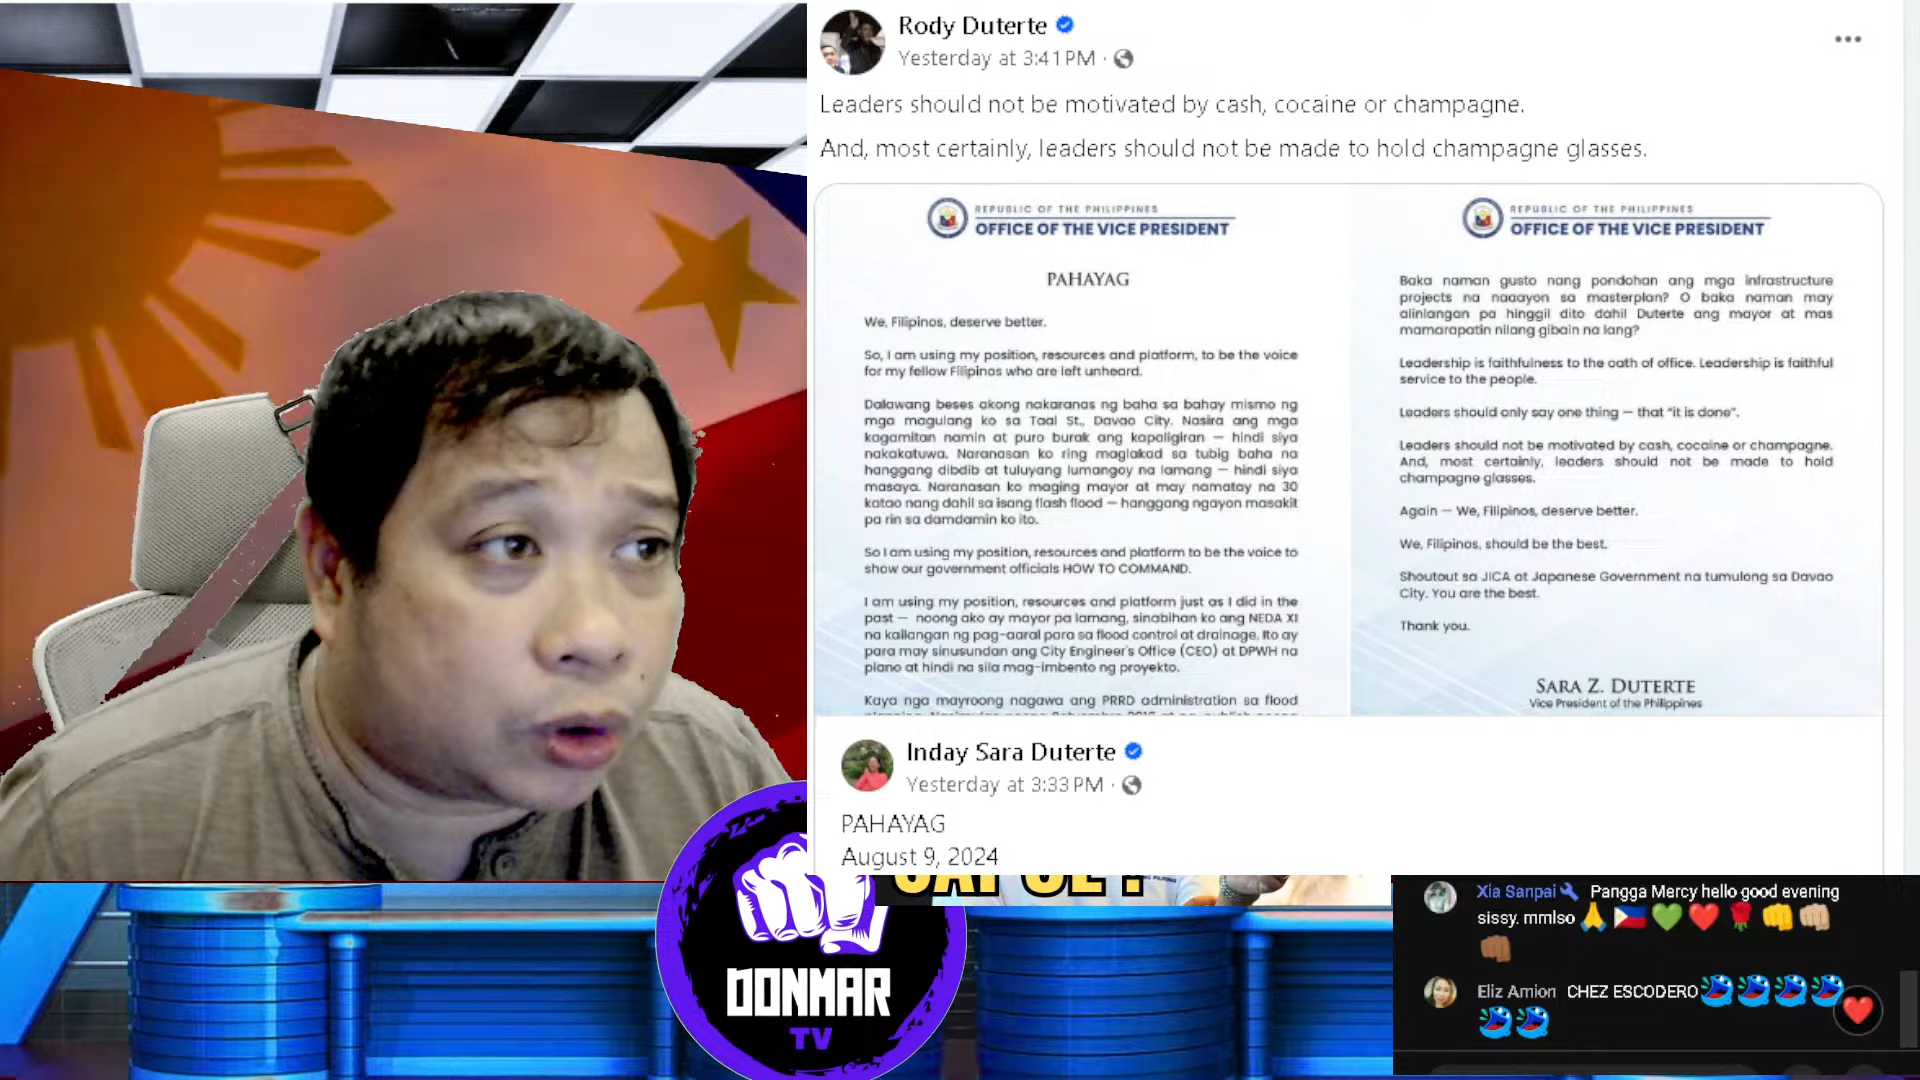 Rody Duterte
Yesterday at 3:41 PM ·
Leaders should not be motivated by cash, cocaine or champagne.
And, most certainly, leaders should not be made to hold champagne glasses.
REPUBLIC OF THE PHILIPPINES
OFFICE OF THE VICE PRESIDENT
PAHAYAG
We, Filipinos, deserve better.
So, I am using my position, resources and platform, to be the voice
for my fellow Filipinos who are left unheard.
Dalawang beses akong nakaranas ng baha sa bahay mismo ng
mga magulang ko sa Taal St., Davao City. Nasira ang mga
kagamitan namin at puro burak ang kapaligiran — hindi siya
nakakatuwa. Naranasan ko ring maglakad sa tubig baha na
hanggang dibdib at tuluyang lumangoy na lamang — hindi siya
masaya. Naranasan ko maging mayor at may namatay na 30
katao nang dahil sa isang flash flood — hanggang ngayon masakit
pa rin sa damdamin ko ito.
So I am using my position, resources and platform to be the voice to
show our government officials HOW TO COMMAND.
I am using my position, resources and platform just as I did in the
past — noong ako ay mayor pa lamang, sinabihan ko ang NEDA XI
na kailangan ng pag-aaral para sa flood control at drainage. Ito ay
para may sinusundan ang City Engineer's Office (CEO) at DPWH na
plano at hindi na sila mag-imbento ng proyekto.
Kaya nga mayroong nagawa ang PRRD administration sa flood
REPUBLIC OF THE PHILIPPINES
OFFICE OF THE VICE PRESIDENT
Baka naman gusto nang pondohan ang mga infrastructure
projects na naaayon sa masterplan? O baka naman may
alinlangan pa hinggil dito dahil Duterte ang mayor at mas
mamarapatin nilang gibain na lang?
Leadership is faithfulness to the oath of office. Leadership is faithful
service to the people.
Leaders should only say one thing — that "it is done".
Leaders should not be motivated by cash, cocaine or champagne.
And, most certainly, leaders should not be made to hold
champagne glasses.
Again — We, Filipinos, deserve better.
We, Filipinos, should be the best.
Shoutout sa JICA at Japanese Government na tumulong sa Davao
City. You are the best.
Thank you.
SARA Z. DUTERTE
Vice President of the Philippines
Inday Sara Duterte
Yesterday at 3:33 PM ·
PAHAYAG
August 9, 2024
DONMAR
TV
Xia Sanpai🔧 Pangga Mercy hello good evening
sissy. mmlso 🙏 🇵🇭 💚 ❤️ 🌹 👊 👊🏼
👊🏾
Eliz Amion CHEZ ESCODERO